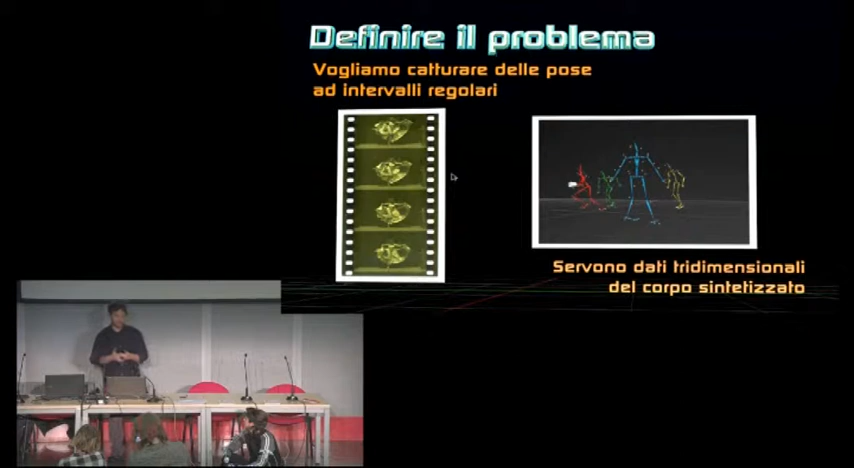 Definire il problema
Vogliamo catturare delle pose
ad intervalli regolari
Servono dati tridimensionali
del corpo sintetizzato